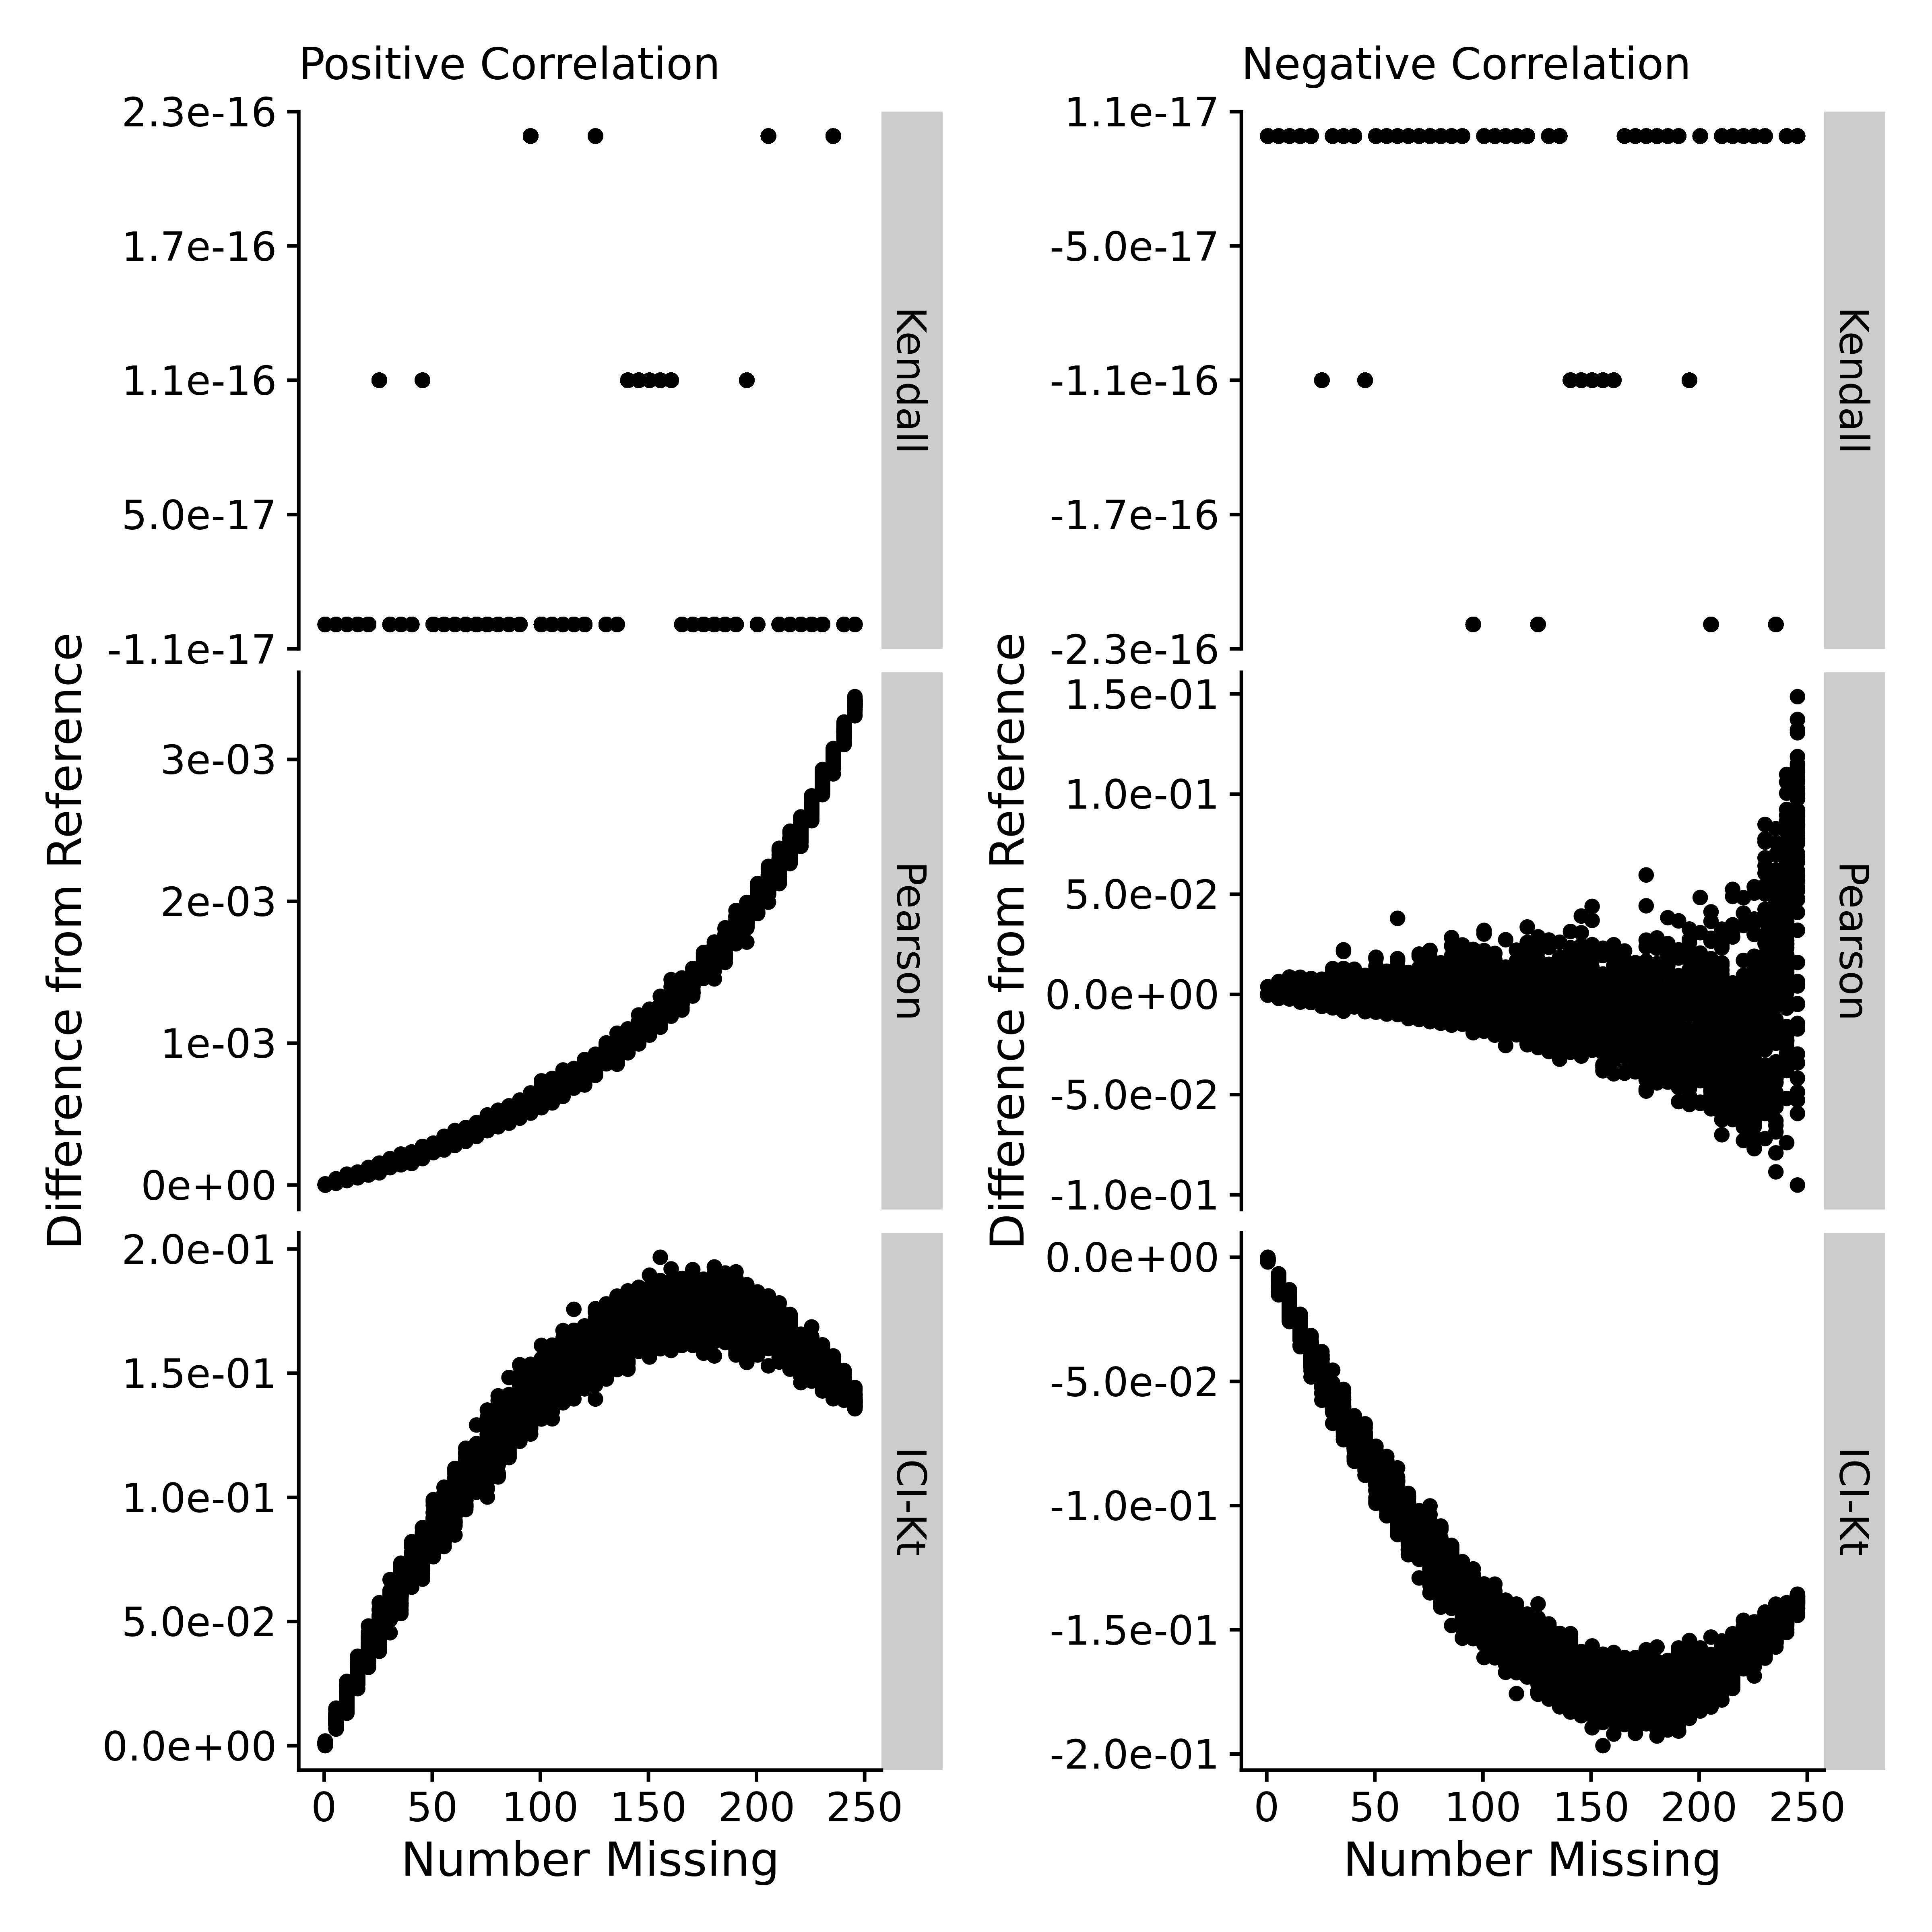 Positive Correlation
2.3e-16
1.7e-16
1.1e-16
5.0e-17
-1.1e-17
Kendall
3e-03
2e-03
1e-03
0e+00
Pearson
2.0e-01
1.5e-01
1.0e-01
5.0e-02
0.0e+00
ICI-Kt
0 50 100 150 200 250
Number Missing
Difference from Reference
Negative Correlation
1.1e-17
-5.0e-17
-1.1e-16
-1.7e-16
-2.3e-16
Kendall
1.5e-01
1.0e-01
5.0e-02
0.0e+00
-5.0e-02
-1.0e-01
Pearson
0.0e+00
-5.0e-02
-1.0e-01
-1.5e-01
-2.0e-01
ICI-Kt
0 50 100 150 200 250
Number Missing
Difference from Reference